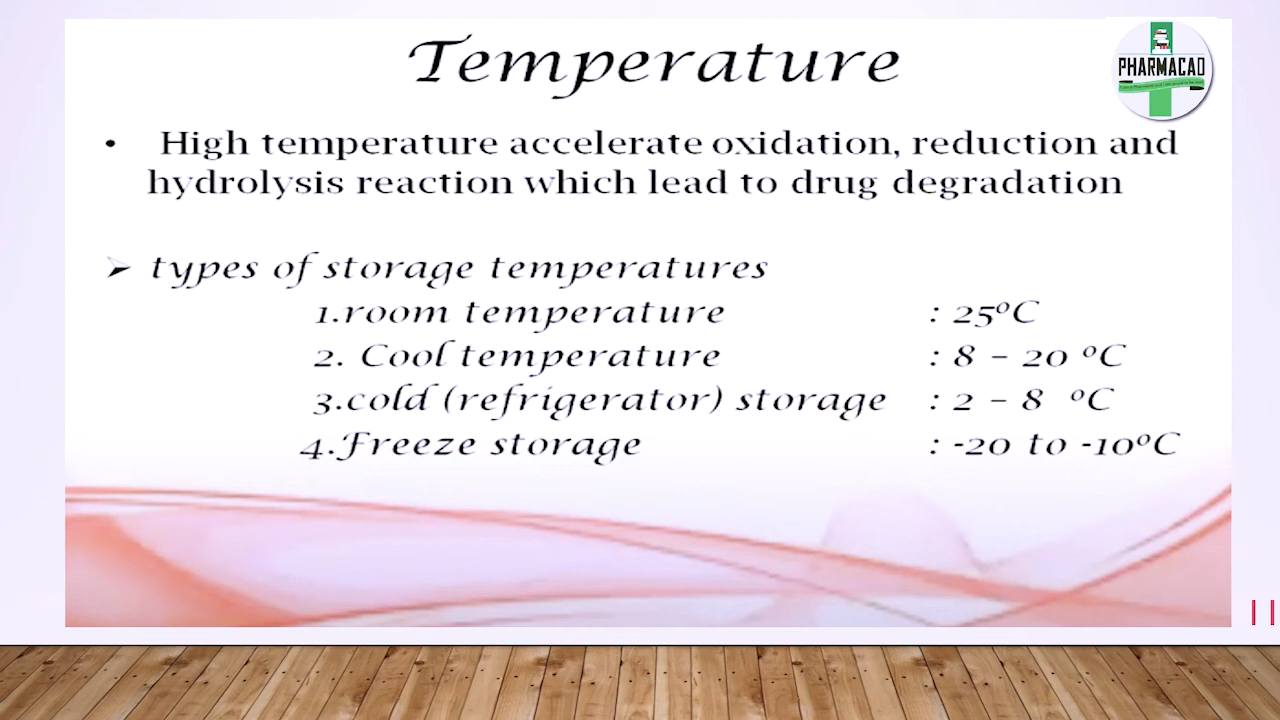 Temperature
PHARMACAD
• High temperature accelerate oxidation, reduction and
hydrolysis reaction which lead to drug degradation
➢ types of storage temperatures
1.room temperature : 25ºC
2. Cool temperature : 8 – 20 ºC
3.cold (refrigerator) storage : 2 – 8 ºC
4.Freeze storage : -20 to -10ºC
11